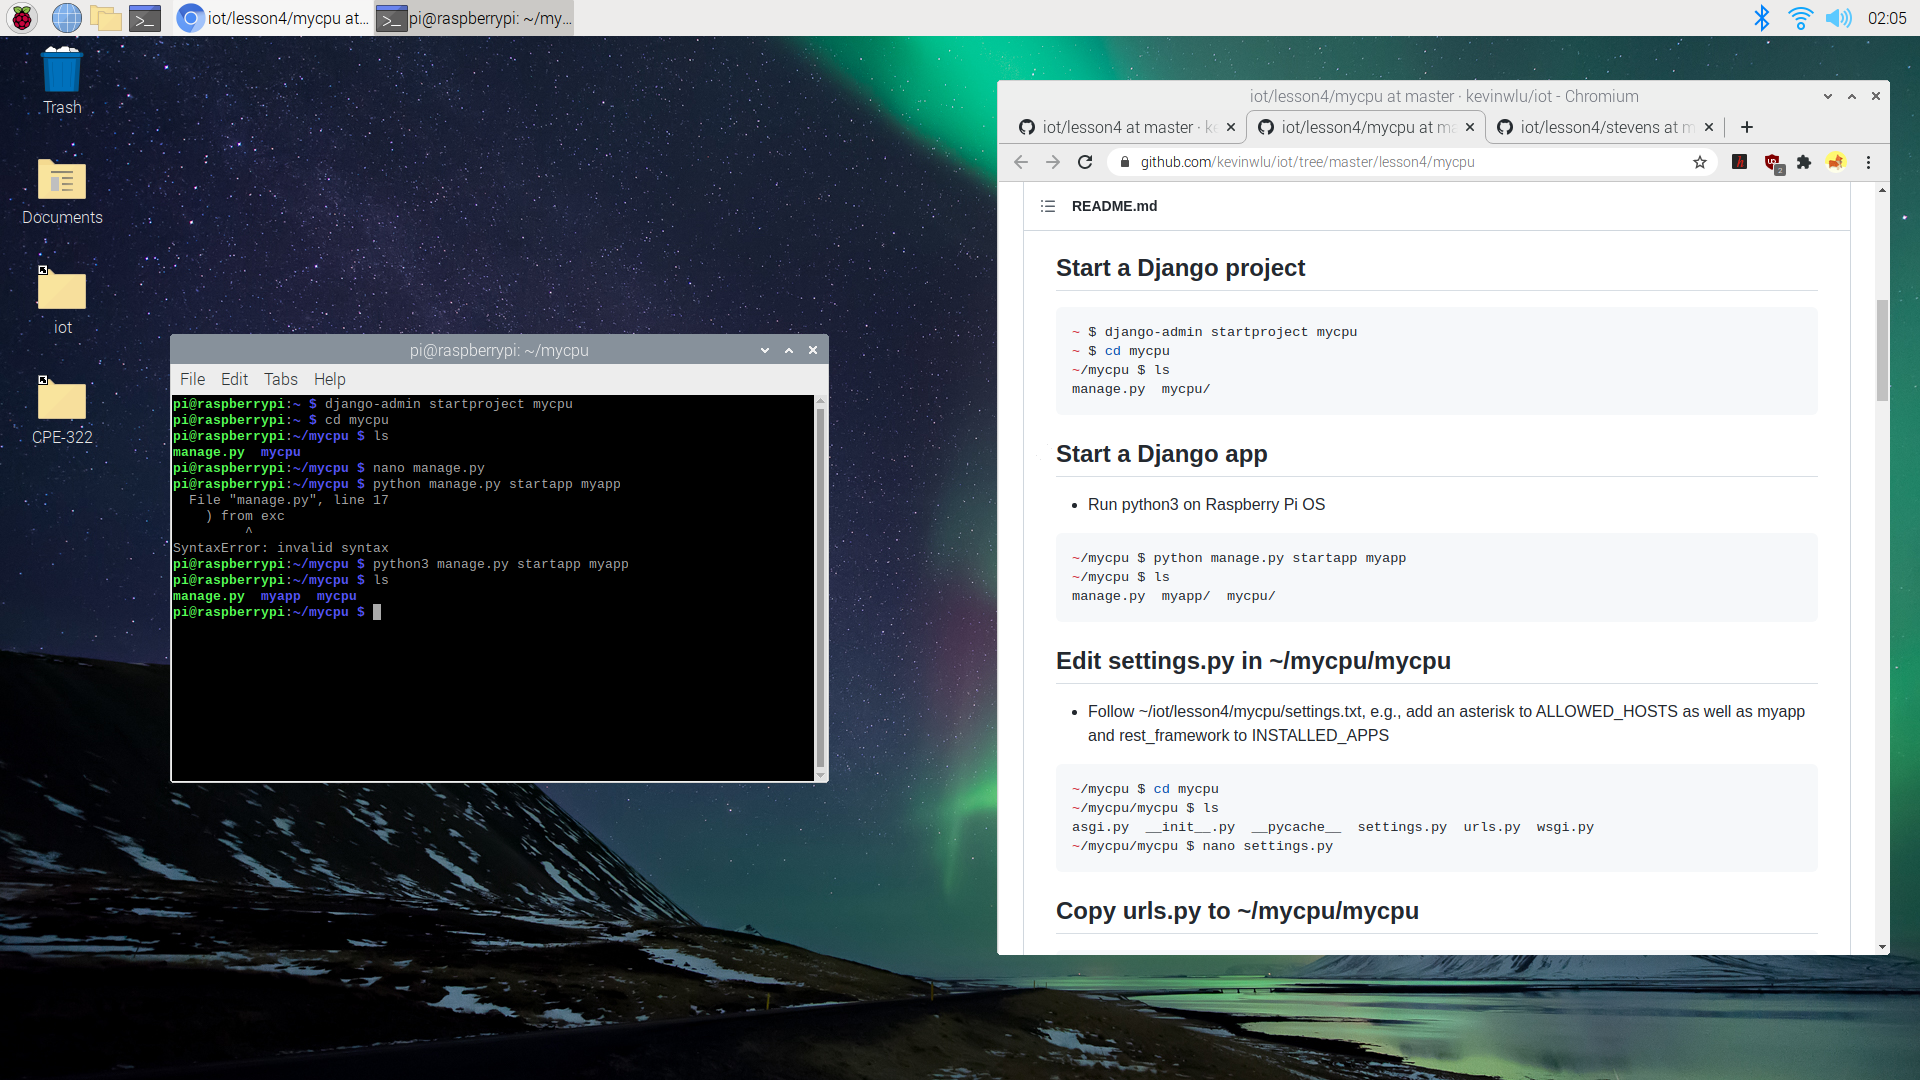 iot/lesson4/mycpu at...
pi@raspberrypi: ~/my...
02:05
Trash
Documents
iot
CPE-322
pi@raspberrypi: ~/mycpu
File Edit Tabs Help
pi@raspberrypi:~ $ django-admin startproject mycpu
pi@raspberrypi:~ $ cd mycpu
pi@raspberrypi:~/mycpu $ ls
manage.py  mycpu
pi@raspberrypi:~/mycpu $ nano manage.py
pi@raspberrypi:~/mycpu $ python manage.py startapp myapp
  File "manage.py", line 17
    ) from exc
         ^
SyntaxError: invalid syntax
pi@raspberrypi:~/mycpu $ python3 manage.py startapp myapp
pi@raspberrypi:~/mycpu $ ls
manage.py  myapp  mycpu
pi@raspberrypi:~/mycpu $
iot/lesson4/mycpu at master · kevinwlu/iot - Chromium
iot/lesson4 at master · ke
iot/lesson4/mycpu at ma
iot/lesson4/stevens at m
github.com/kevinwlu/iot/tree/master/lesson4/mycpu
2
README.md
Start a Django project
~ $ django-admin startproject mycpu
~ $ cd mycpu
~/mycpu $ ls
manage.py  mycpu/
Start a Django app
• Run python3 on Raspberry Pi OS
~/mycpu $ python manage.py startapp myapp
~/mycpu $ ls
manage.py  myapp/  mycpu/
Edit settings.py in ~/mycpu/mycpu
• Follow ~/iot/lesson4/mycpu/settings.txt, e.g., add an asterisk to ALLOWED_HOSTS as well as myapp
and rest_framework to INSTALLED_APPS
~/mycpu $ cd mycpu
~/mycpu/mycpu $ ls
asgi.py  __init__.py  __pycache__  settings.py  urls.py  wsgi.py
~/mycpu/mycpu $ nano settings.py
Copy urls.py to ~/mycpu/mycpu